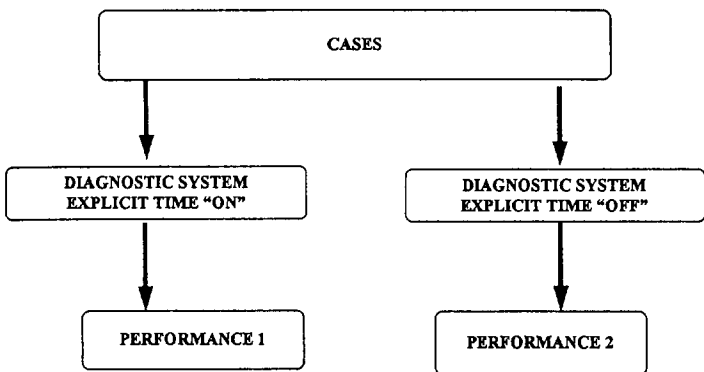 CASES
DIAGNOSTIC SYSTEM
EXPLICIT TIME “ON”
DIAGNOSTIC SYSTEM
EXPLICIT TIME “OFF”
PERFORMANCE 1
PERFORMANCE 2